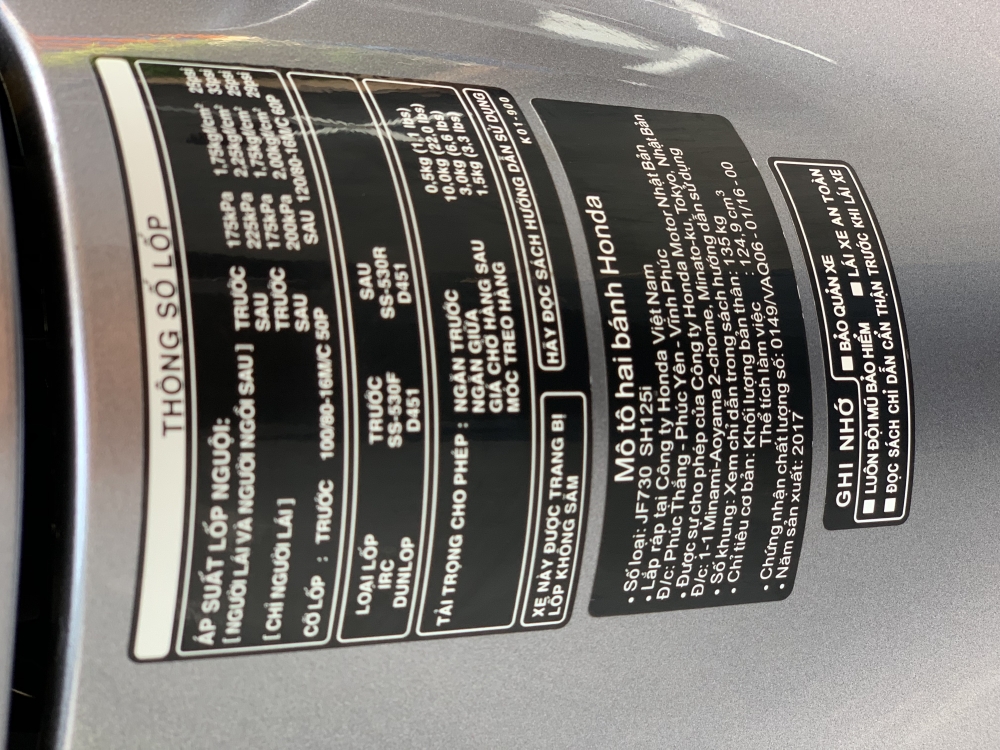 THÔNG SỐ LỐP
ÁP SUẤT LỐP NGUỘI:
[ NGƯỜI LÁI VÀ NGƯỜI NGỒI SAU ] TRƯỚC 175kPa 1.75kgf/cm² 25psi
SAU 225kPa 2.25kgf/cm² 33psi
[ CHỈ NGƯỜI LÁI ] TRƯỚC 175kPa 1.75kgf/cm² 25psi
SAU 200kPa 2.00kgf/cm² 29psi
CỠ LỐP : TRƯỚC 100/80-16M/C 50P SAU 120/80-16M/C 60P
LOẠI LỐP TRƯỚC SAU
IRC SS-530F SS-530R
DUNLOP D451 D451
TẢI TRỌNG CHO PHÉP : NGĂN TRƯỚC 0.5kg (1.1 lbs)
NGĂN GIỮA 10.0kg (22.0 lbs)
GIÁ CHỞ HÀNG SAU 3.0kg (6.6 lbs)
MÓC TREO HÀNG 1.5kg (3.3 lbs)
XE NÀY ĐƯỢC TRANG BỊ
LỐP KHÔNG SĂM
HÃY ĐỌC SÁCH HƯỚNG DẪN SỬ DỤNG
K01-900
Mô tô hai bánh Honda
• Số loại: JF730 SH125i
• Lắp ráp tại Công ty Honda Việt Nam
Đ/c: Phúc Thắng - Phúc Yên - Vĩnh Phúc
• Được sự cho phép của Công ty Honda Motor Nhật Bản
Đ/c: 1-1 Minami-Aoyama 2-chome, Minato-ku, Tokyo, Nhật Bản
• Số khung: Xem chỉ dẫn trong sách hướng dẫn sử dụng
• Chỉ tiêu cơ bản: Khối lượng bản thân: 135 kg
Thể tích làm việc : 124,9 cm³
• Chứng nhận chất lượng số: 0149/VAQ06 - 01/16 - 00
• Năm sản xuất: 2017
GHI NHỚ
■ BẢO QUẢN XE
■ LUÔN ĐỘI MŨ BẢO HIỂM ■ LÁI XE AN TOÀN
■ ĐỌC SÁCH CHỈ DẪN CẨN THẬN TRƯỚC KHI LÁI XE